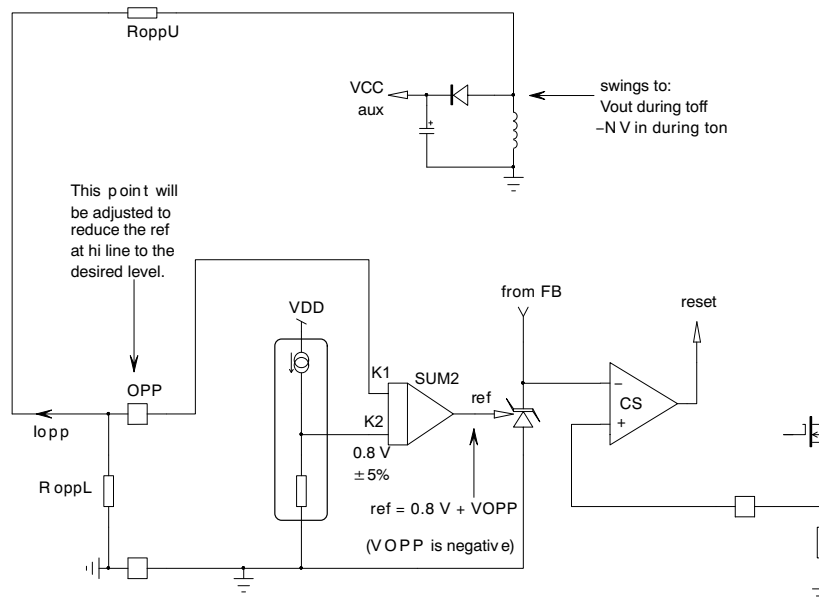 RoppU
VCC
aux
swings to:
Vout during toff
−N V in during ton
This point will
be adjusted to
reduce the ref
at hi line to the
desired level.
from FB
reset
VDD
K1
SUM2
OPP
ref
CS
−
+
K2
Iopp
0.8 V
±5%
RoppL
ref = 0.8 V + VOPP
(VOPP is negative)
+